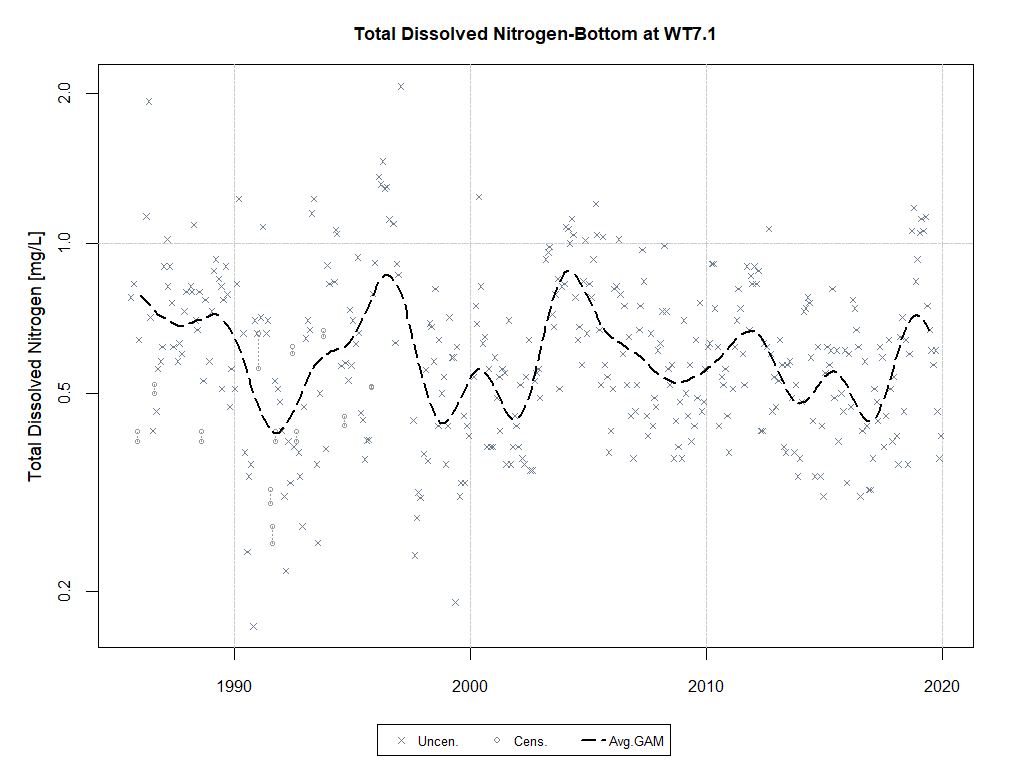 Total Dissolved Nitrogen-Bottom at WT7.1
Total Dissolved Nitrogen [mg/L]
2.0
1.0
0.5
0.2
1990 2000 2010 2020
Uncen. Cens. Avg.GAM